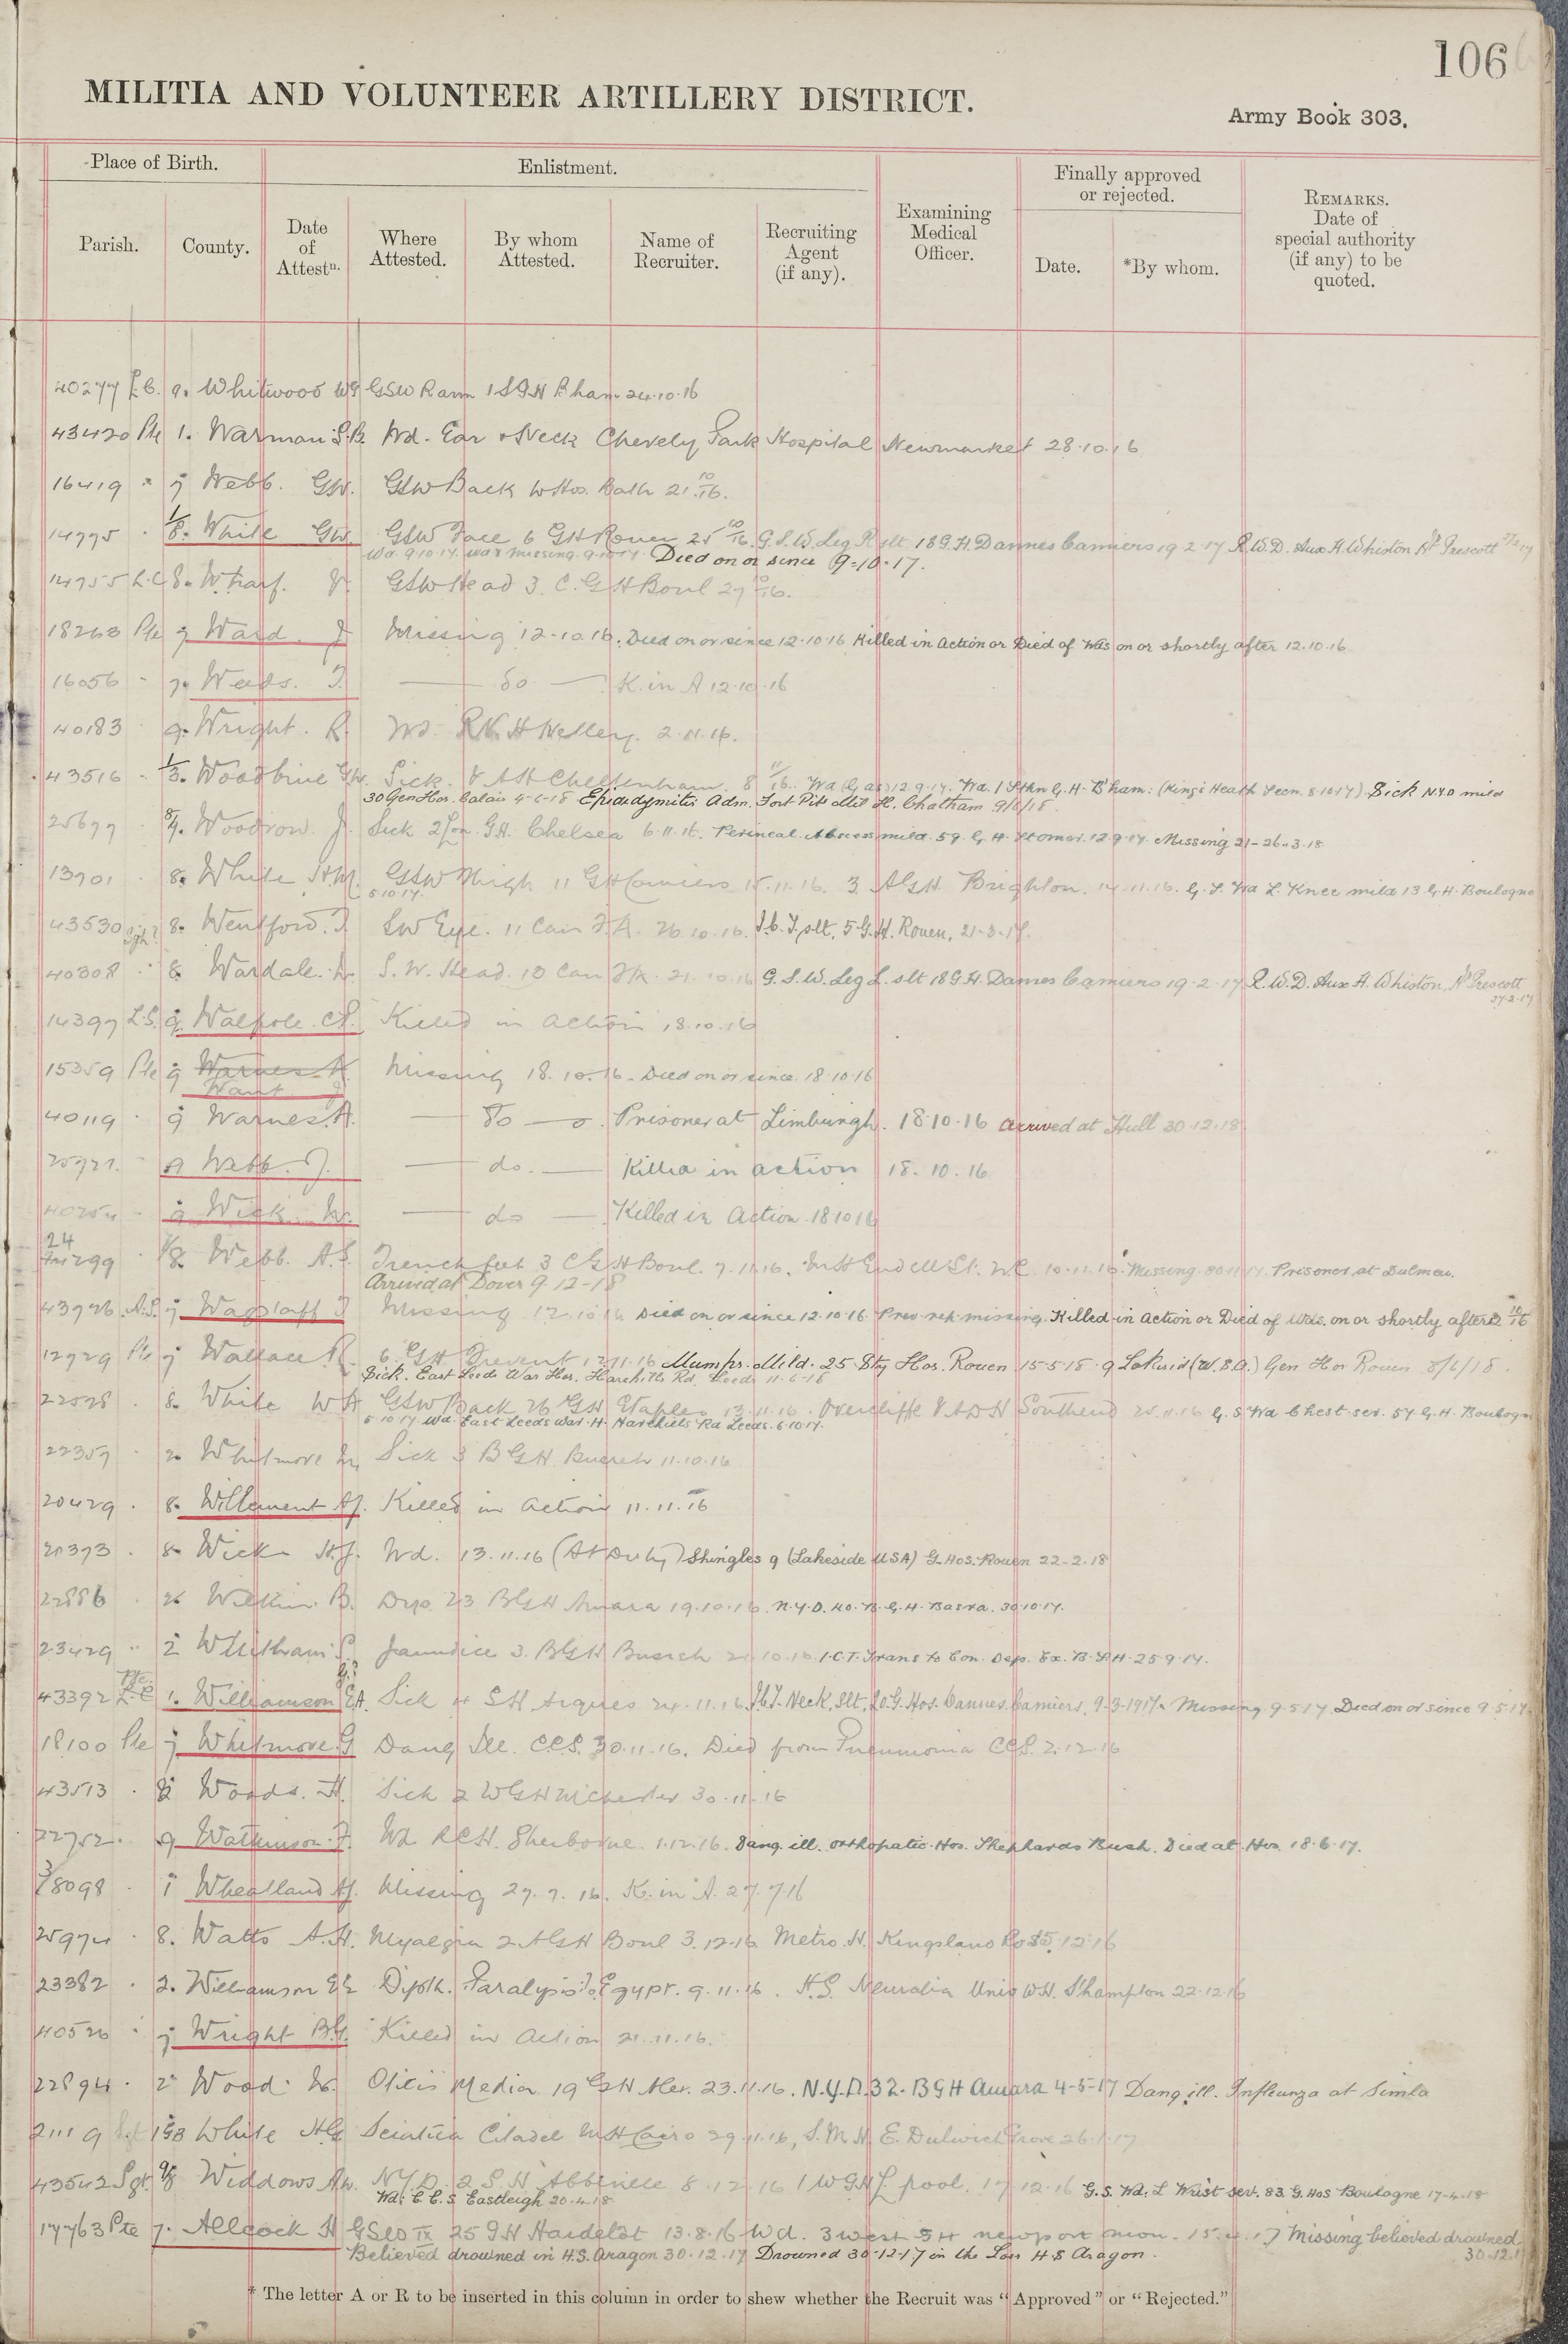 106
MILITIA AND VOLUNTEER ARTILLERY DISTRICT.
Army Book 303.
Place of Birth.
Enlistment.
Finally approved or rejected.
Parish.
County.
Date of Attestn.
Where Attested.
By whom Attested.
Name of Recruiter.
Recruiting Agent (if any).
Examining Medical Officer.
Date.
*By whom.
REMARKS. Date of special authority (if any) to be quoted.
40277 L.C. 9. Whitwood WG GSW R arm 1 S G H B'ham 24.10.16
43420 Pte 1. Warman S.B. Wd. Ear & Neck Chevely Park Hospital Newmarket 28.10.16
16419 " 7 Webb. GW. GSW Back W Hos. Bath 21.10.16.
14775 . 1/8. White GW. GSW Face 6 GH Rouen 25 10/16. G.S.W. Leg R slt. 18 G.H. Dannes Camiers 19.2.17 R.W.D. Aux H. Whiston Nr Prescott 27/2/17
Wd 9.10.17. Wd & missing. 9.10.17. Died on or since 9-10-17.
14755 L.C. 8. Wharf. GSW Head 3. C.G H Boul 27 10/16.
18263 Pte 7 Ward. J Missing 12-10.16. Died on or since 12.10.16 Killed in Action or Died of Wds on or shortly after 12.10.16
16056 - 7. Weeds. J. — do — K. in A 12.10.16
40183 . 9. Wright. R. Wd. R.V.H Netley. 2.11.16.
43516 - 1/3. Woodbine GW. Sick. V A H Cheltenham. 8 11/16. Wd (Gas) 12.9.17. Wd. 1 Sthn G.H. B'ham. (Kings Heath Secn. 8.10.17). Sick N.Y.D mild
30 Gen Hos. Calais 4-6-18 Epididymitis Adm. Fort Pitt Mil H. Chatham 9/6/18.
25677 . 8/7. Woodrow. J. Sick 2 Lon. GH. Chelsea 6.11.16. Perineal Abscess mild. 59. G.H. St Omer. 12.9.17. Missing 21-26.3.18
13701 . 8. White H.M. GSW Thigh 11 GH Camiers 15.11.16. 3. AGH. Brighton. 14.11.16. G.S. Wd L. Knee mild 13 G.H. Boulogne
5.10.17.
43530 8. Wentford. J. SW Eye. 11 Can F.A. 26.10.16. slt. 5.G.H. Rouen, 21-3-17.
40308 . 8 Wardale. W. S.W. Head. 10 Can FA. 21.10.16 G.S.W. Leg L. slt 18 G.H. Dannes Camiers 19.2.17 R.W.D. Aux H. Whiston, Nr Prescott
27.2.17
14397 L.S. 9. Walpole. C.P. Killed in action 18.10.16
15359 Pte 9 Warnes. A Missing 18.10.16. Died on or since 18.10.16
Want J
40119 . 9 Warnes. A. — do — Prisoner at Limburgh. 18.10.16 Arrived at Hull 30.12.18.
25721. - 9 Webb. J. — do. — Killed in action 18.10.16
40254 . 9 Wick. W. — do — Killed in Action. 18.10.16
24
299 . 1/8. Webb. A.S. Trench feet 3 C G H Boul. 7.11.16. M H Endell St. W.C. 10.11.16. Missing. 30.11.17. Prisoner at Dulmen.
Arrived at Dover 9.12-18
43726 A.S. 7 Wagstaff J Missing 12.10.16 Died on or since 12.10.16 Prev. rep. missing. Killed in Action or Died of Wds. on or shortly after 12 10/16
12729 Pte 7 Wallace R. 6. GH Treport 12.11.16 Mumps. Mild. 25 Sty Hos. Rouen 15-5-18. 9 Lakesid (U.S.A.) Gen Hos Rouen 8/6/18.
Sick. East Leeds War Hos. Harehills Rd. Leeds 11-6-18
22528 . 8. White W H GSW Back 26 GH Etaples 13.11.16. Overcliffe V.A.D H Southend 25.11.16 G.S Wd Chest ser. 54 G.H. Boulogn
5.10.17 Wd. East Leeds War. H. Harehills Rd Leeds. 6.10.17.
22359 . 2. Whitmore W. Sick 3 B G H Busreh 11.10.16
20429 . 8. Willament A J. Killed in action 11.11.16
20373 . 8. Wick H.J. Wd. 13.11.16 (At Duty) Shingles 9 (Lakeside USA) G. Hos. Rouen 22-2.18
22886 . 2. Wilkin. B. Dys. 23 B G H Amara 19.10.16. N.Y.D. 40. B.G.H. Basra. 30.10.17.
23429 .. 2 Whitham S. Jaundice 3. BGH Busreh 21.10.16. I.C.T. Trans to Con. Dep. Ex. B.G.H. 25.9.17.
43392 Pte. L.C. 1. Williamson E.A. Sick 4 SH Arques 24.11.16. Neck. Slt. 20.G. Hos. Dannes Camiers. 9-3-1917. Missing. 9.5.17. Died on or since 9.5.17.
18100 Pte 7 Whitmore. G Dang Ill. C.C.S. 30.11.16. Died from Pneumonia CCS. 2.12.16
43513 . 8 Woods. H. Sick 2 WGH M'chester 30.11.16
22752. 9 Watkinson. J. Wd RCH. Sherborne. 1.12.16. Dang. ill. orthopatic Hos. Shepherds Bush. Died at Hos. 18.6.17.
3/8098 . 1 Wheatland AJ. Missing 27.7.16. K. in A. 27.7.16
25974 . 8. Watts A.H. Myalgia 2 AGH Boul 3.12.16 Metro. H. Kingsland Rd 5.12.16
23382 . 2. Williamson Dipth. Paralysis. Egypt. 9.11.16. H.S. Neuralia Univ W.H. S'hampton 22.12.16
40526 . 7 Wright B.G. Killed in action 21.11.16.
22894 . 2. Wood. W. Otitis Media 19 GH Alex. 23.11.16. N.Y.D. 32. B G H Amara 4-5-17 Dang. ill. Influenza at Simla
9 White H.G Sciatica Citadel M H Cairo 29.11.16, S.M.H. E. Dulwich Grove 26.1.17
43542 Sgt. 9/8 Widdows A.W. N.Y.D. 2 S.H Abbeville 8.12.16 1 W G H L'pool. 17.12.16 G.S. Wd. L Wrist sev. 83. G. Hos Boulogne 17-4-18
Wd. C.C.S. Eastleigh 20.4.18
17763 Pte 7. Allcock H GSW IX 25 G H Hardelot 13.8.16 Wd. 3 West G H Newport Mon. 15.4.17 Missing believed drowned
Believed drowned in H.S. Aragon 30.12.17 Drowned 30-12-17 in the Loss H S Aragon.
30.12.1
* The letter A or R to be inserted in this column in order to shew whether the Recruit was "Approved" or "Rejected."